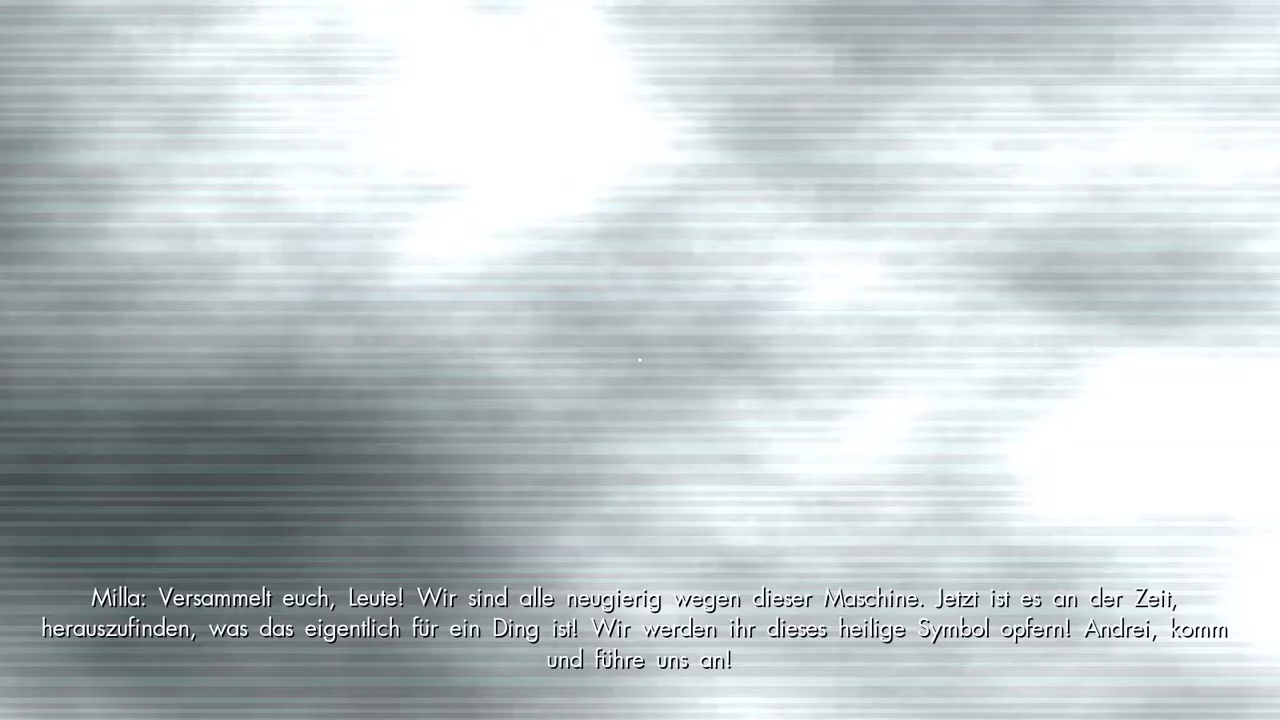 Milla: Versammelt euch, Leute! Wir sind alle neugierig wegen dieser Maschine. Jetzt ist es an der Zeit,
herauszufinden, was das eigentlich für ein Ding ist! Wir werden ihr dieses heilige Symbol opfern! Andrei, komm
und führe uns an!